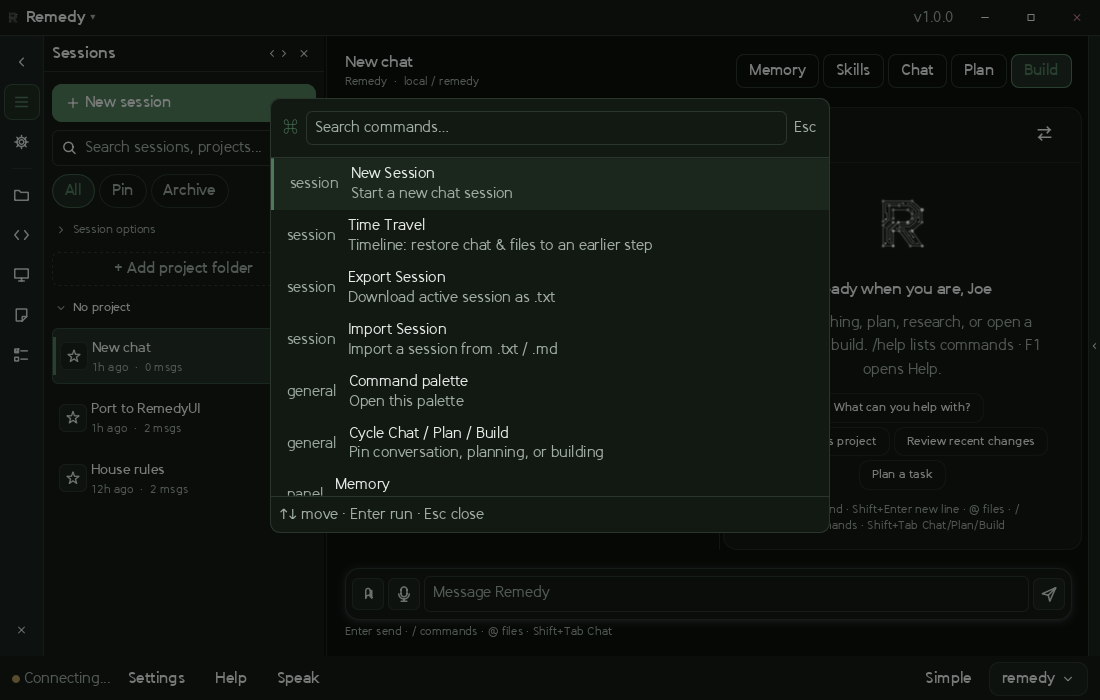 Remedy
v1.0.0
Sessions
New session
Search sessions, projects...
All Pin Archive
Session options
+ Add project folder
No project
New chat
1h ago · 0 msgs
Port to RemedyUI
1h ago · 2 msgs
House rules
12h ago · 2 msgs
New chat
Remedy · local / remedy
Memory Skills Chat Plan Build
Search commands...
Esc
session New Session
Start a new chat session
session Time Travel
Timeline: restore chat & files to an earlier step
session Export Session
Download active session as .txt
session Import Session
Import a session from .txt / .md
general Command palette
Open this palette
general Cycle Chat / Plan / Build
Pin conversation, planning, or building
panel Memory
↑↓ move · Enter run · Esc close
when you are, Joe
plan, research, or open a
build. /help lists commands · F1
opens Help.
What can you help with?
project
Review recent changes
Plan a task
· Shift+Enter new line · @ files · /
· Shift+Tab Chat/Plan/Build
Message Remedy
Enter send · / commands · @ files · Shift+Tab Chat
Connecting... Settings Help Speak
Simple remedy